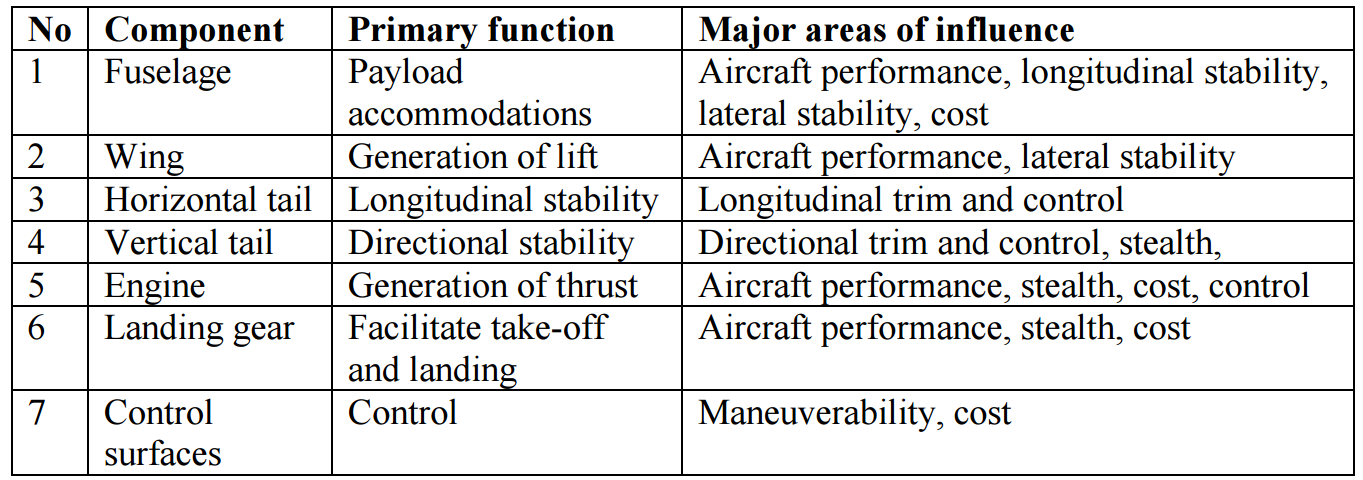 No Component Primary function Major areas of influence
1 Fuselage Payload accommodations Aircraft performance, longitudinal stability, lateral stability, cost
2 Wing Generation of lift Aircraft performance, lateral stability
3 Horizontal tail Longitudinal stability Longitudinal trim and control
4 Vertical tail Directional stability Directional trim and control, stealth,
5 Engine Generation of thrust Aircraft performance, stealth, cost, control
6 Landing gear Facilitate take-off and landing Aircraft performance, stealth, cost
7 Control surfaces Control Maneuverability, cost